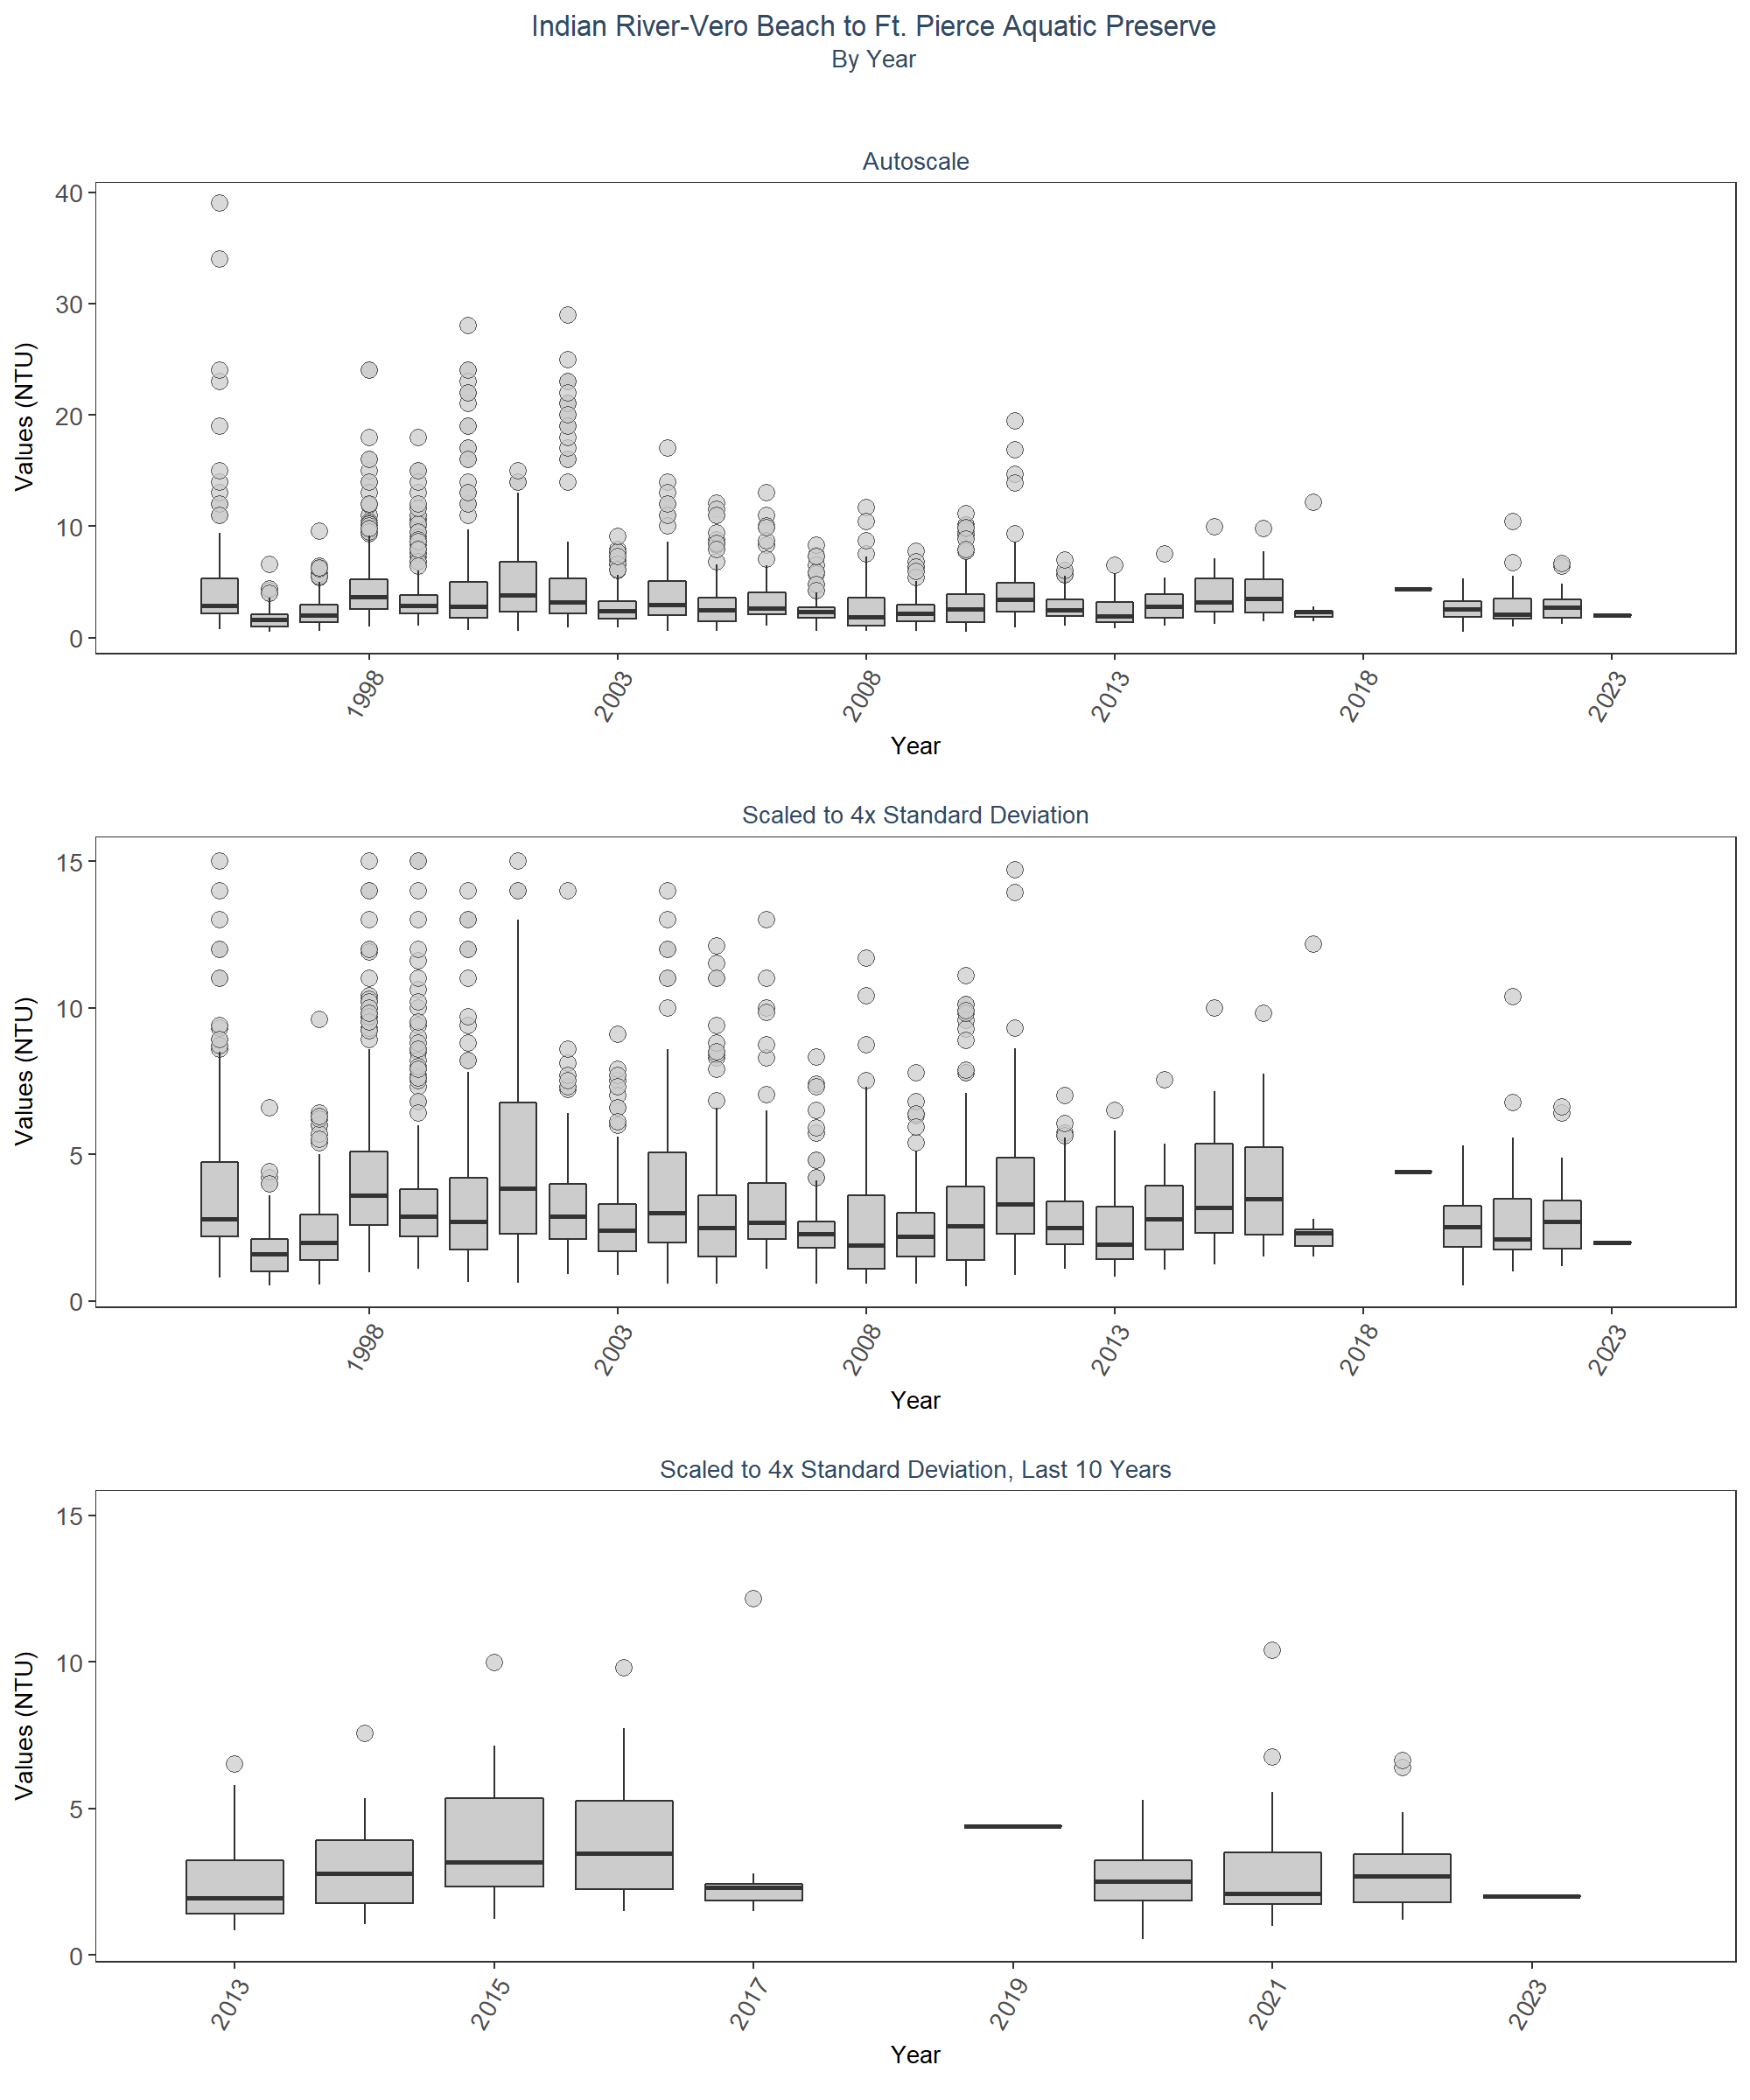 Indian River-Vero Beach to Ft. Pierce Aquatic Preserve
By Year
Autoscale
Values (NTU)
40
30
20
10
0
1998
2003
2008
2013
2018
2023
Year
Scaled to 4x Standard Deviation
Values (NTU)
15
10
5
0
1998
2003
2008
2013
2018
2023
Year
Scaled to 4x Standard Deviation, Last 10 Years
Values (NTU)
15
10
5
0
2013
2015
2017
2019
2021
2023
Year